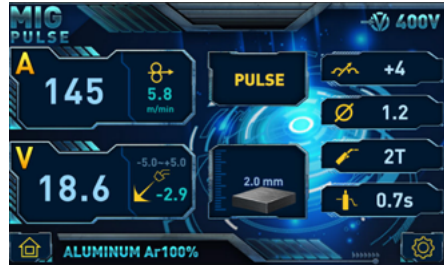 MIG
PULSE
400V
A
145
5.8
m/min
PULSE
+4
1.2
V
18.6
-5.0~+5.0
-2.9
2.0 mm
2T
0.7s
ALUMINUM Ar100%